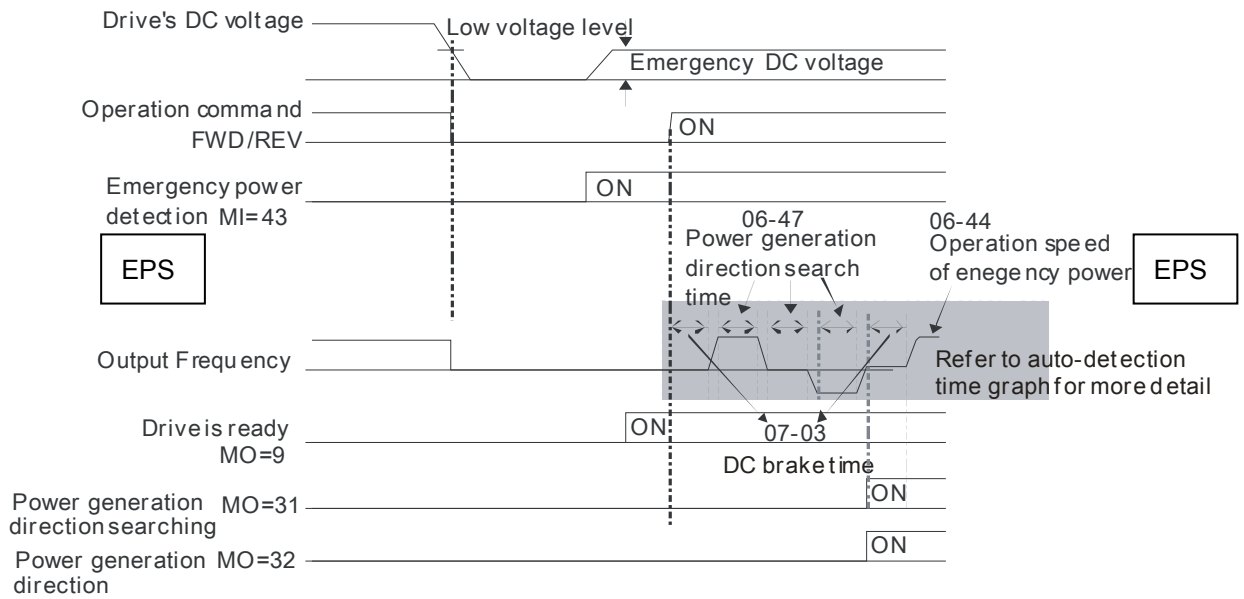 Drive's DC voltage
Low voltage level
Emergency DC voltage
Operation command
FWD/REV
ON
Emergency power
detection MI=43
ON
EPS
06-47
Power generation
direction search
time
06-44
Operation speed
of enegency power
EPS
Output Frequency
Refer to auto-detection
time graph for more detail
Drive is ready
MO=9
ON
07-03
DC brake time
Power generation MO=31
direction searching
ON
Power generation MO=32
direction
ON